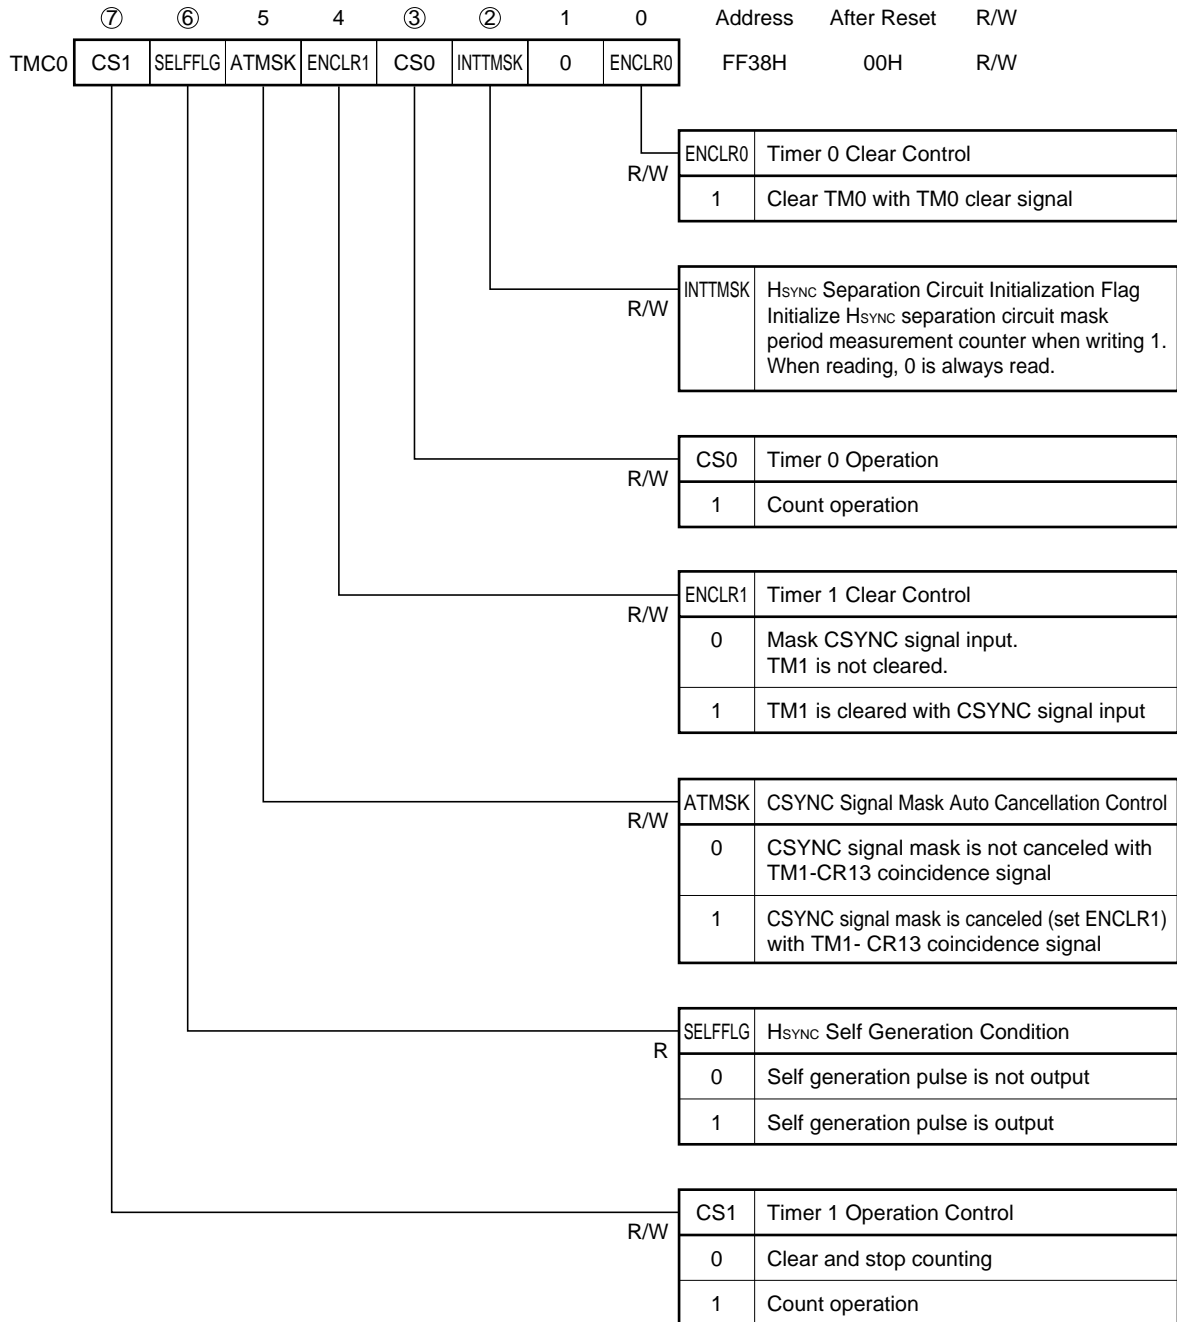 ⑦ ⑥ 5 4 ③ ② 1 0 Address After Reset R/W
TMC0 CS1 SELFFLG ATMSK ENCLR1 CS0 INTTMSK 0 ENCLR0 FF38H 00H R/W
R/W ENCLR0 Timer 0 Clear Control
1 Clear TM0 with TM0 clear signal
R/W INTTMSK HSYNC Separation Circuit Initialization Flag
Initialize HSYNC separation circuit mask
period measurement counter when writing 1.
When reading, 0 is always read.
R/W CS0 Timer 0 Operation
1 Count operation
R/W ENCLR1 Timer 1 Clear Control
0 Mask CSYNC signal input.
TM1 is not cleared.
1 TM1 is cleared with CSYNC signal input
R/W ATMSK CSYNC Signal Mask Auto Cancellation Control
0 CSYNC signal mask is not canceled with
TM1-CR13 coincidence signal
1 CSYNC signal mask is canceled (set ENCLR1)
with TM1- CR13 coincidence signal
R SELFFLG HSYNC Self Generation Condition
0 Self generation pulse is not output
1 Self generation pulse is output
R/W CS1 Timer 1 Operation Control
0 Clear and stop counting
1 Count operation